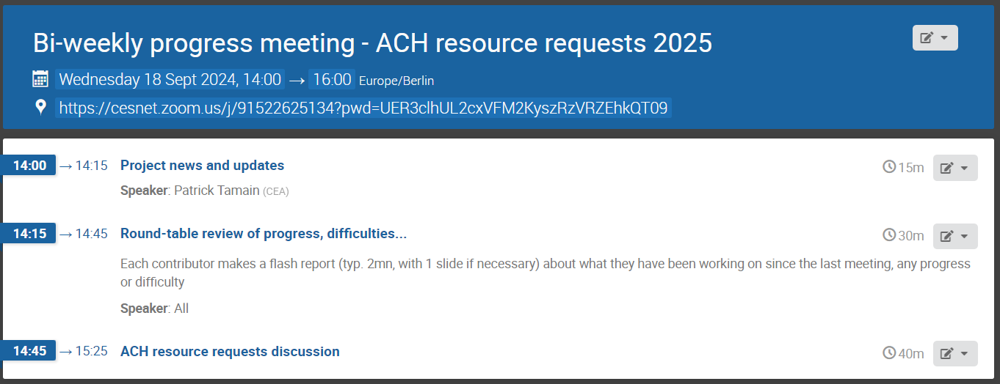 Bi-weekly progress meeting - ACH resource requests 2025
Wednesday 18 Sept 2024, 14:00 → 16:00 Europe/Berlin
https://cesnet.zoom.us/j/91522625134?pwd=UER3clhUL2cxVFM2KyszRzVRZEhkQT09
14:00 → 14:15 Project news and updates 15m
Speaker: Patrick Tamain (CEA)
14:15 → 14:45 Round-table review of progress, difficulties... 30m
Each contributor makes a flash report (typ. 2mn, with 1 slide if necessary) about what they have been working on since the last meeting, any progress
or difficulty
Speaker: All
14:45 → 15:25 ACH resource requests discussion 40m